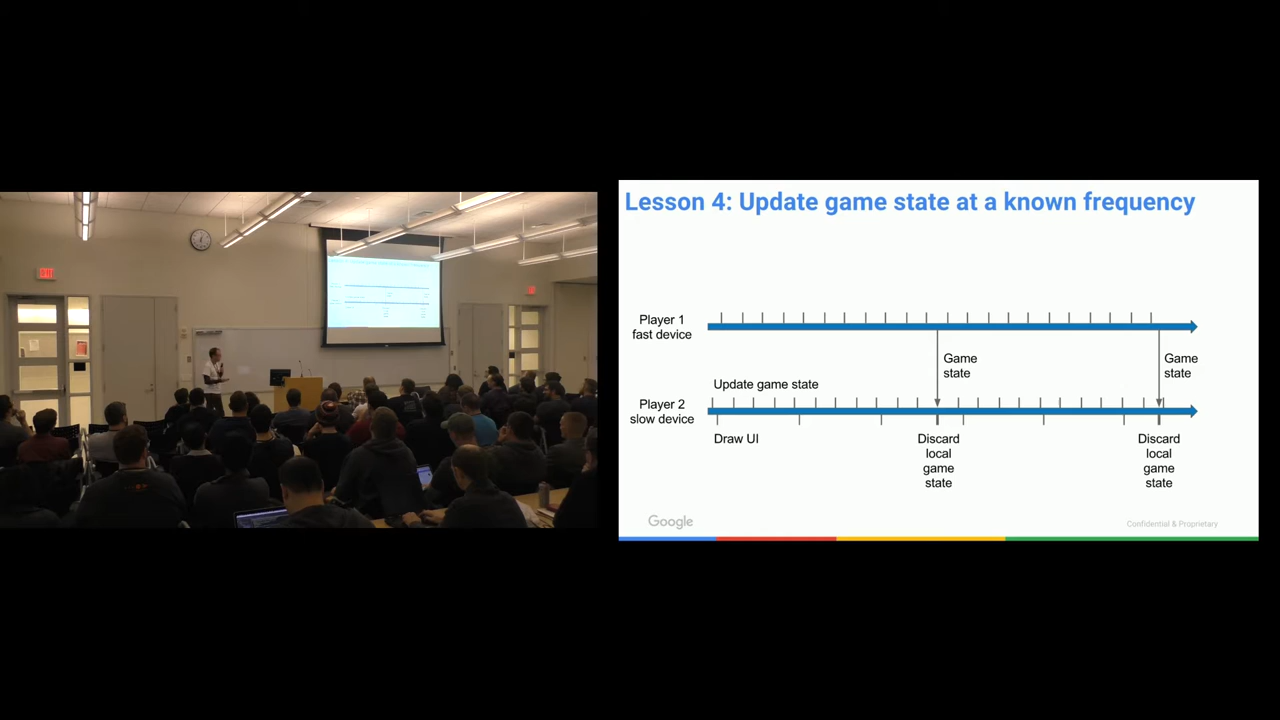 Lesson 4: Update game state at a known frequency
Player 1
fast device
Game
state
Game
state
Update game state
Player 2
slow device
Draw UI
Discard
local
game
state
Discard
local
game
state
Google
Confidential & Proprietary